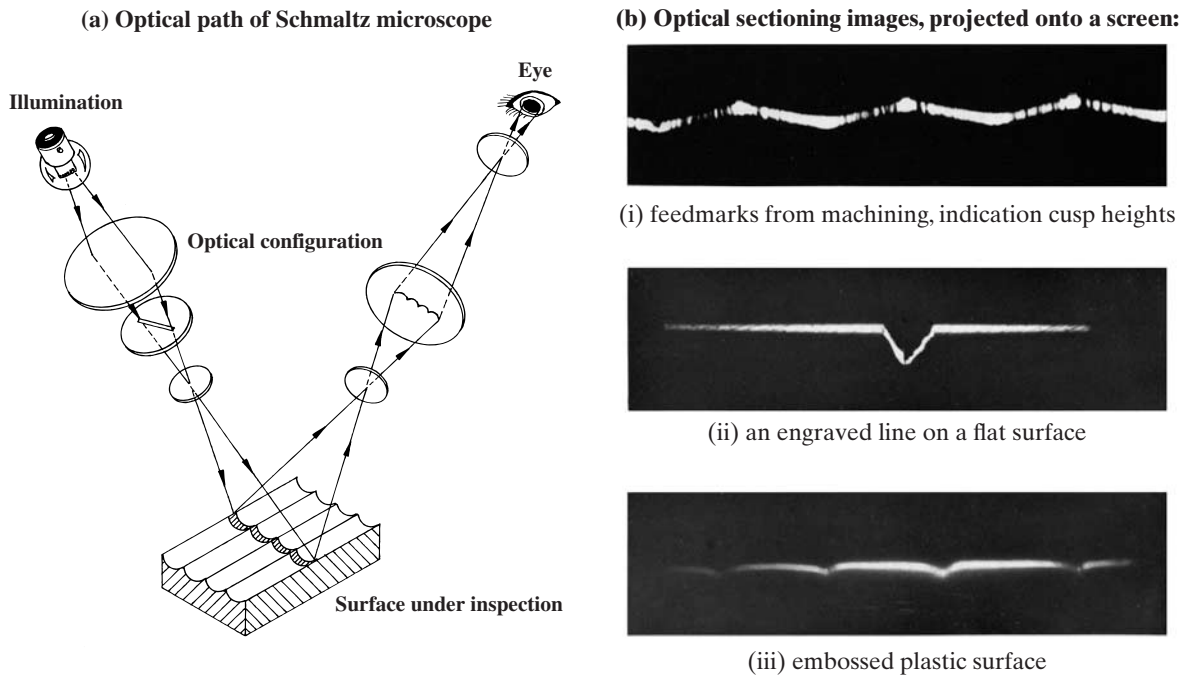 (a) Optical path of Schmaltz microscope
Illumination
Eye
Optical configuration
Surface under inspection
(b) Optical sectioning images, projected onto a screen:
(i) feedmarks from machining, indication cusp heights
(ii) an engraved line on a flat surface
(iii) embossed plastic surface